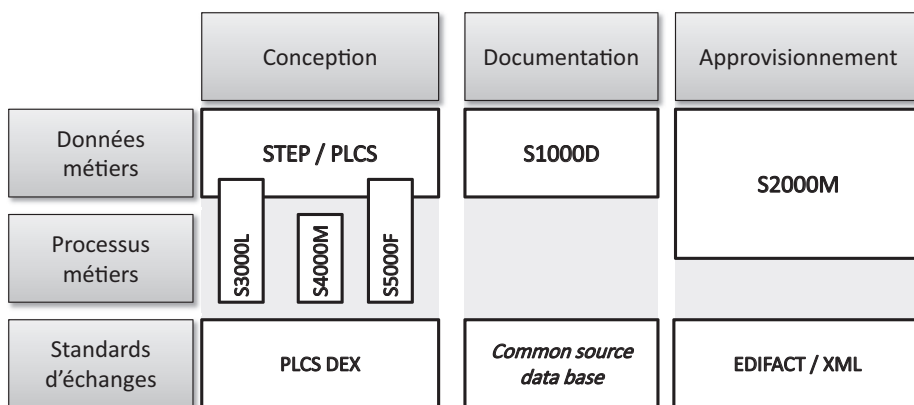 Conception
Documentation
Approvisionnement
Données
métiers
STEP / PLCS
S1000D
S2000M
Processus
métiers
S3000L
S4000M
S5000F
Standards
d'échanges
PLCS DEX
Common source
data base
EDIFACT / XML